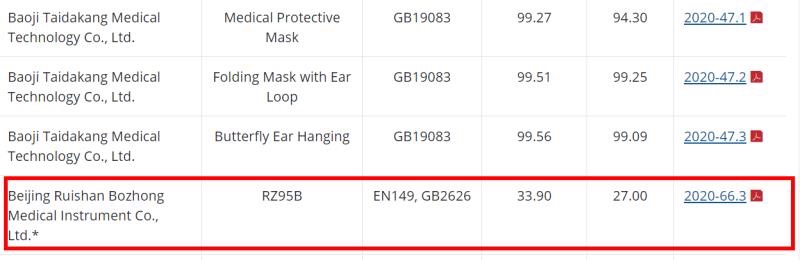 Baoji Taidakang Medical Medical Protective GB19083 99.27 94.30 2020-47.1
Technology Co., Ltd. Mask
Baoji Taidakang Medical Folding Mask with Ear GB19083 99.51 99.25 2020-47.2
Technology Co., Ltd. Loop
Baoji Taidakang Medical Butterfly Ear Hanging GB19083 99.56 99.09 2020-47.3
Technology Co., Ltd.
Beijing Ruishan Bozhong RZ95B EN149, GB2626 33.90 27.00 2020-66.3
Medical Instrument Co.,
Ltd.*